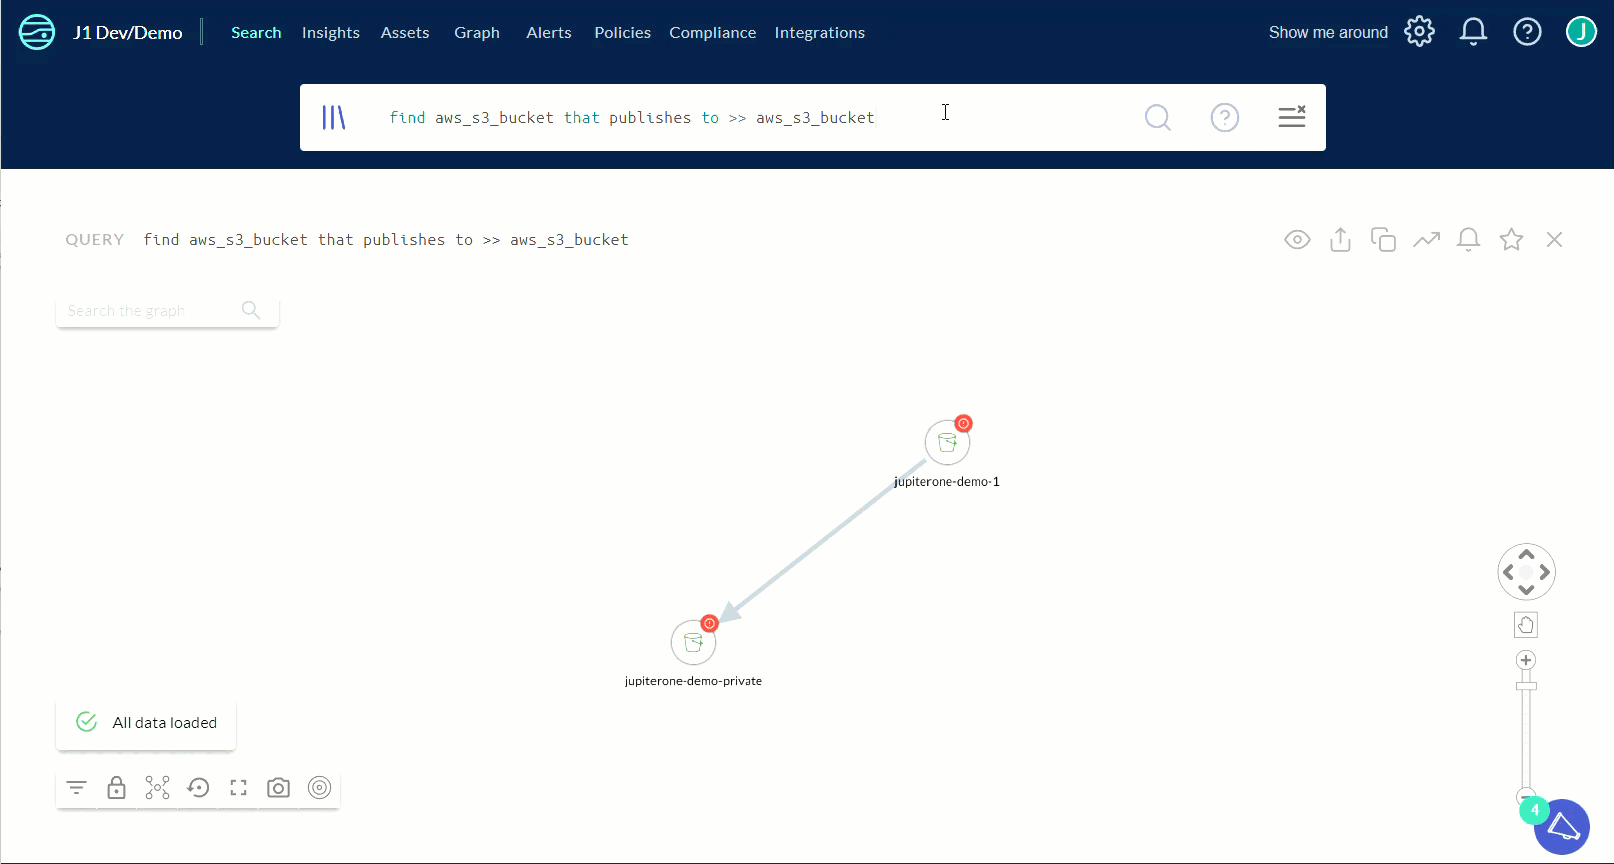 J1 Dev/Demo Search Insights Assets Graph Alerts Policies Compliance Integrations Show me around J
find aws_s3_bucket that publishes to >> aws_s3_bucket
QUERY find aws_s3_bucket that publishes to >> aws_s3_bucket
Search the graph
jupiterone-demo-1
jupiterone-demo-private
All data loaded
4